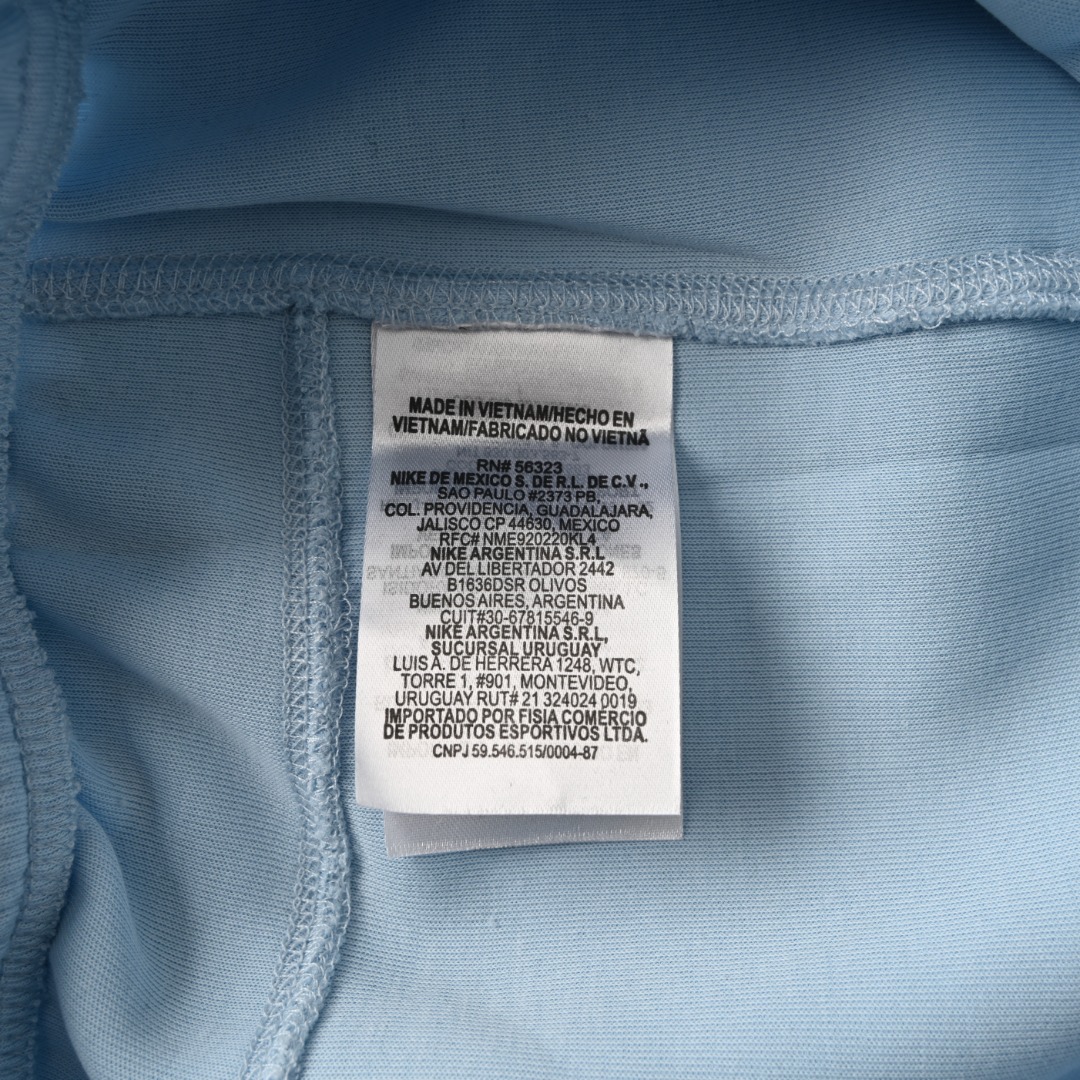 MADE IN VIETNAM/HECHO EN
VIETNAM/FABRICADO NO VIETNÃ
RN# 56323
NIKE DE MEXICO S. DE R.L. DE C.V.,
SAO PAULO #2373 PB,
COL. PROVIDENCIA, GUADALAJARA,
JALISCO CP 44630, MEXICO
RFC# NME920220KL4
NIKE ARGENTINA S.R.L
AV DEL LIBERTADOR 2442
B1636DSR OLIVOS
BUENOS AIRES, ARGENTINA
CUIT#30-67815546-9
NIKE ARGENTINA S.R.L,
SUCURSAL URUGUAY
LUIS A. DE HERRERA 1248, WTC,
TORRE 1, #901, MONTEVIDEO,
URUGUAY RUT# 21 324024 0019
IMPORTADO POR FISIA COMERCIO
DE PRODUTOS ESPORTIVOS LTDA.
CNPJ 59.546.515/0004-87